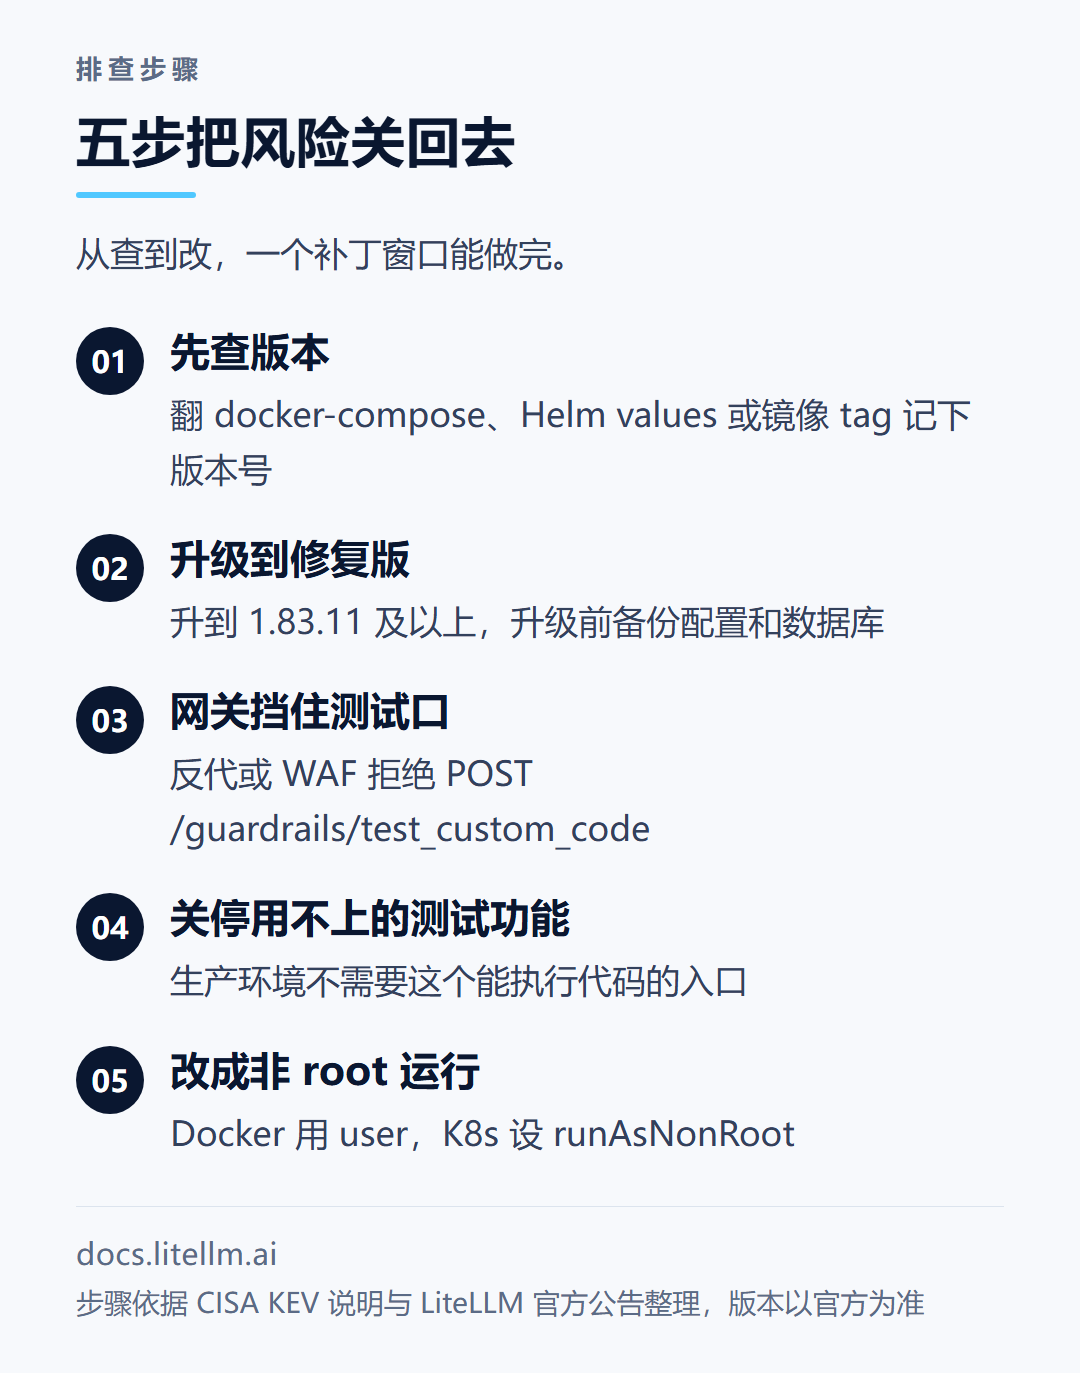 排查步骤
五步把风险关回去
从查到改，一个补丁窗口能做完。
01
先查版本
翻 docker-compose、Helm values 或镜像 tag 记下
版本号
02
升级到修复版
升到 1.83.11 及以上，升级前备份配置和数据库
03
网关挡住测试口
反代或 WAF 拒绝 POST
/guardrails/test_custom_code
04
关停用不上的测试功能
生产环境不需要这个能执行代码的入口
05
改成非 root 运行
Docker 用 user，K8s 设 runAsNonRoot
docs.litellm.ai
步骤依据 CISA KEV 说明与 LiteLLM 官方公告整理，版本以官方为准